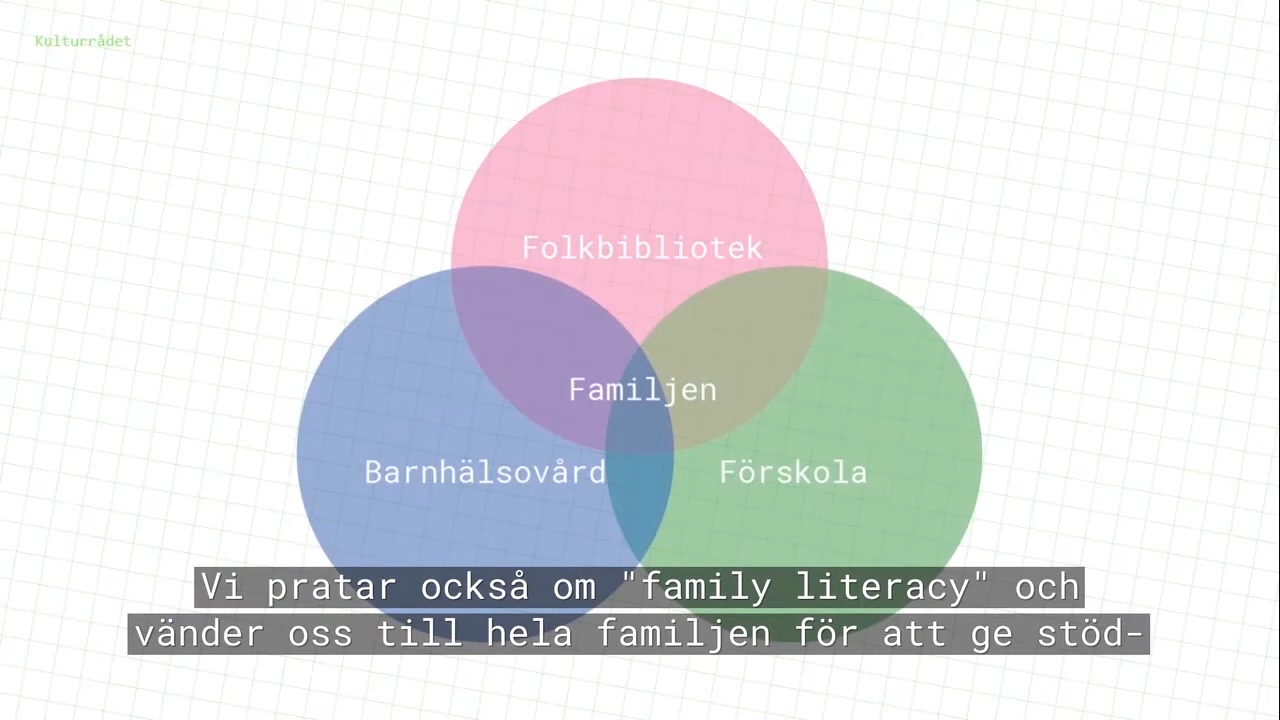 Kulturrådet
Folkbibliotek
Familjen
Barnhälsovård
Förskola
Vi pratar också om "family literacy" och
vänder oss till hela familjen för att ge stöd-